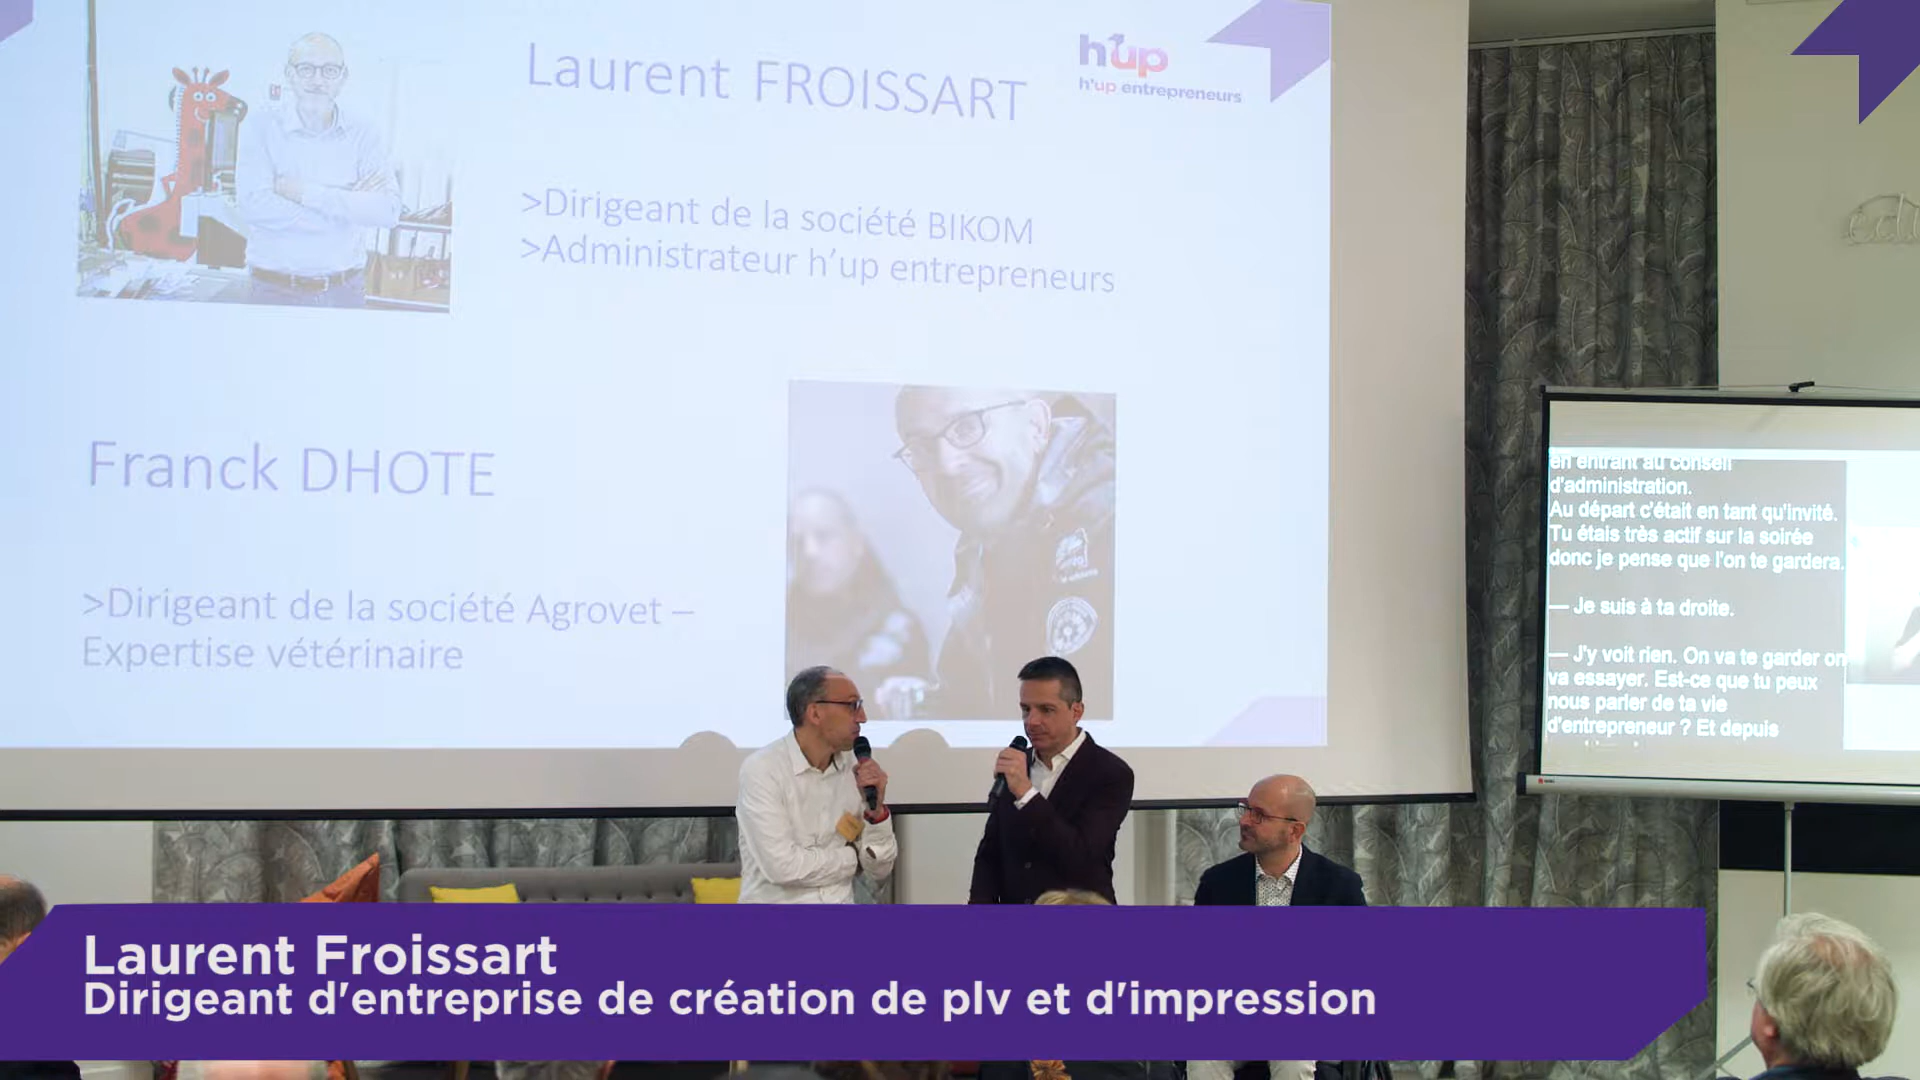 Laurent FROISSART
h'up
h'up entrepreneurs
>Dirigeant de la société BIKOM
>Administrateur h'up entrepreneurs
Franck DHOTE
>Dirigeant de la société Agrovet –
Expertise vétérinaire
en entrant au conseil
d'administration.
Au départ c'était en tant qu'invité.
Tu étais très actif sur la soirée
donc je pense que l'on te gardera.
— Je suis à ta droite.
— J'y voit rien. On va te garder on
va essayer. Est-ce que tu peux
nous parler de ta vie
d'entrepreneur ? Et depuis
Laurent Froissart
Dirigeant d'entreprise de création de plv et d'impression